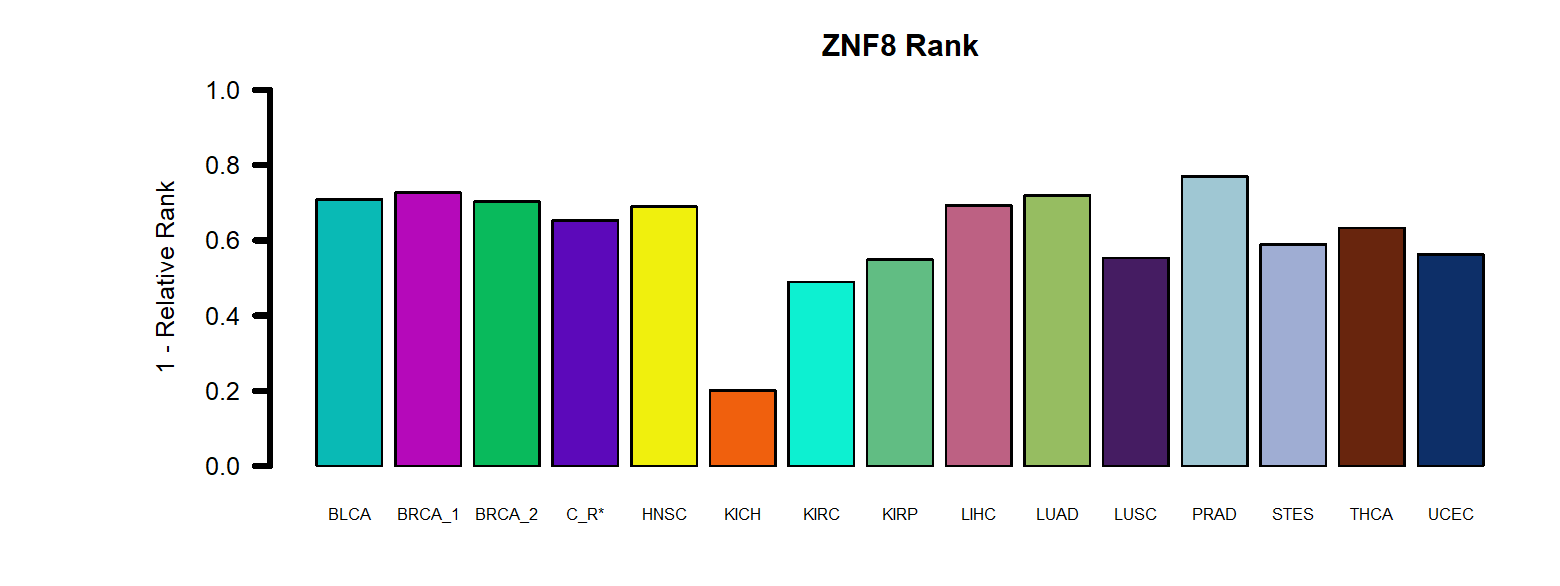 ZNF8 Rank
1 - Relative Rank
1.0
0.8
0.6
0.4
0.2
0.0
BLCA BRCA_1 BRCA_2 C_R* HNSC KICH KIRC KIRP LIHC LUAD LUSC PRAD STES THCA UCEC